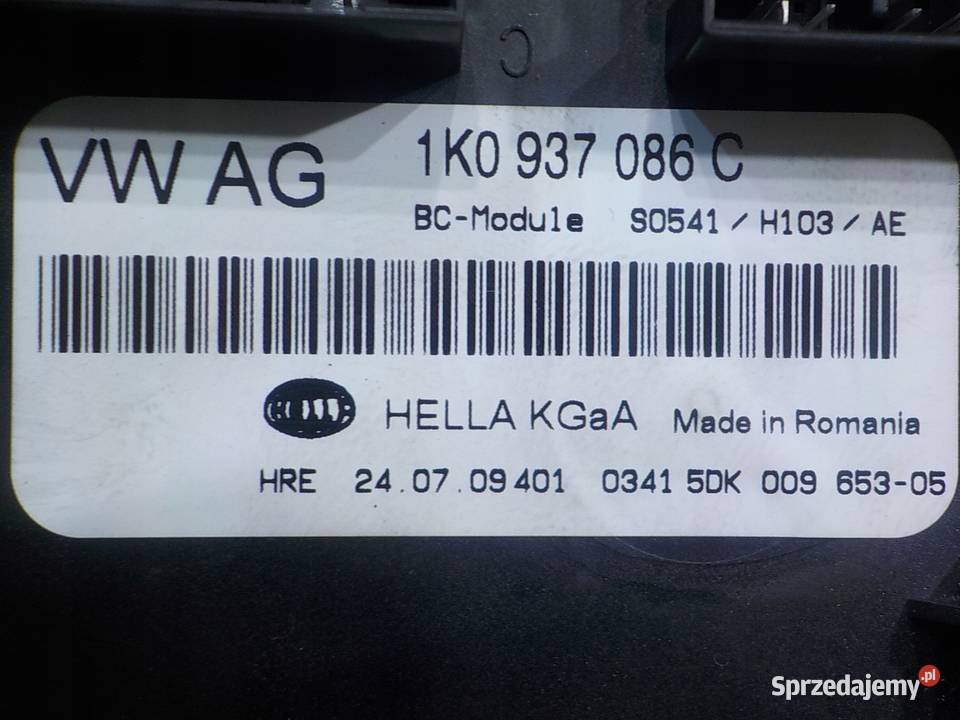 C
VW AG 1K0 937 086 C
BC-Module S0541 / H103 / AE
HELLA HELLA KGaA Made in Romania
HRE 24.07.09 401 0341 5DK 009 653-05
Sprzedajemy.pl